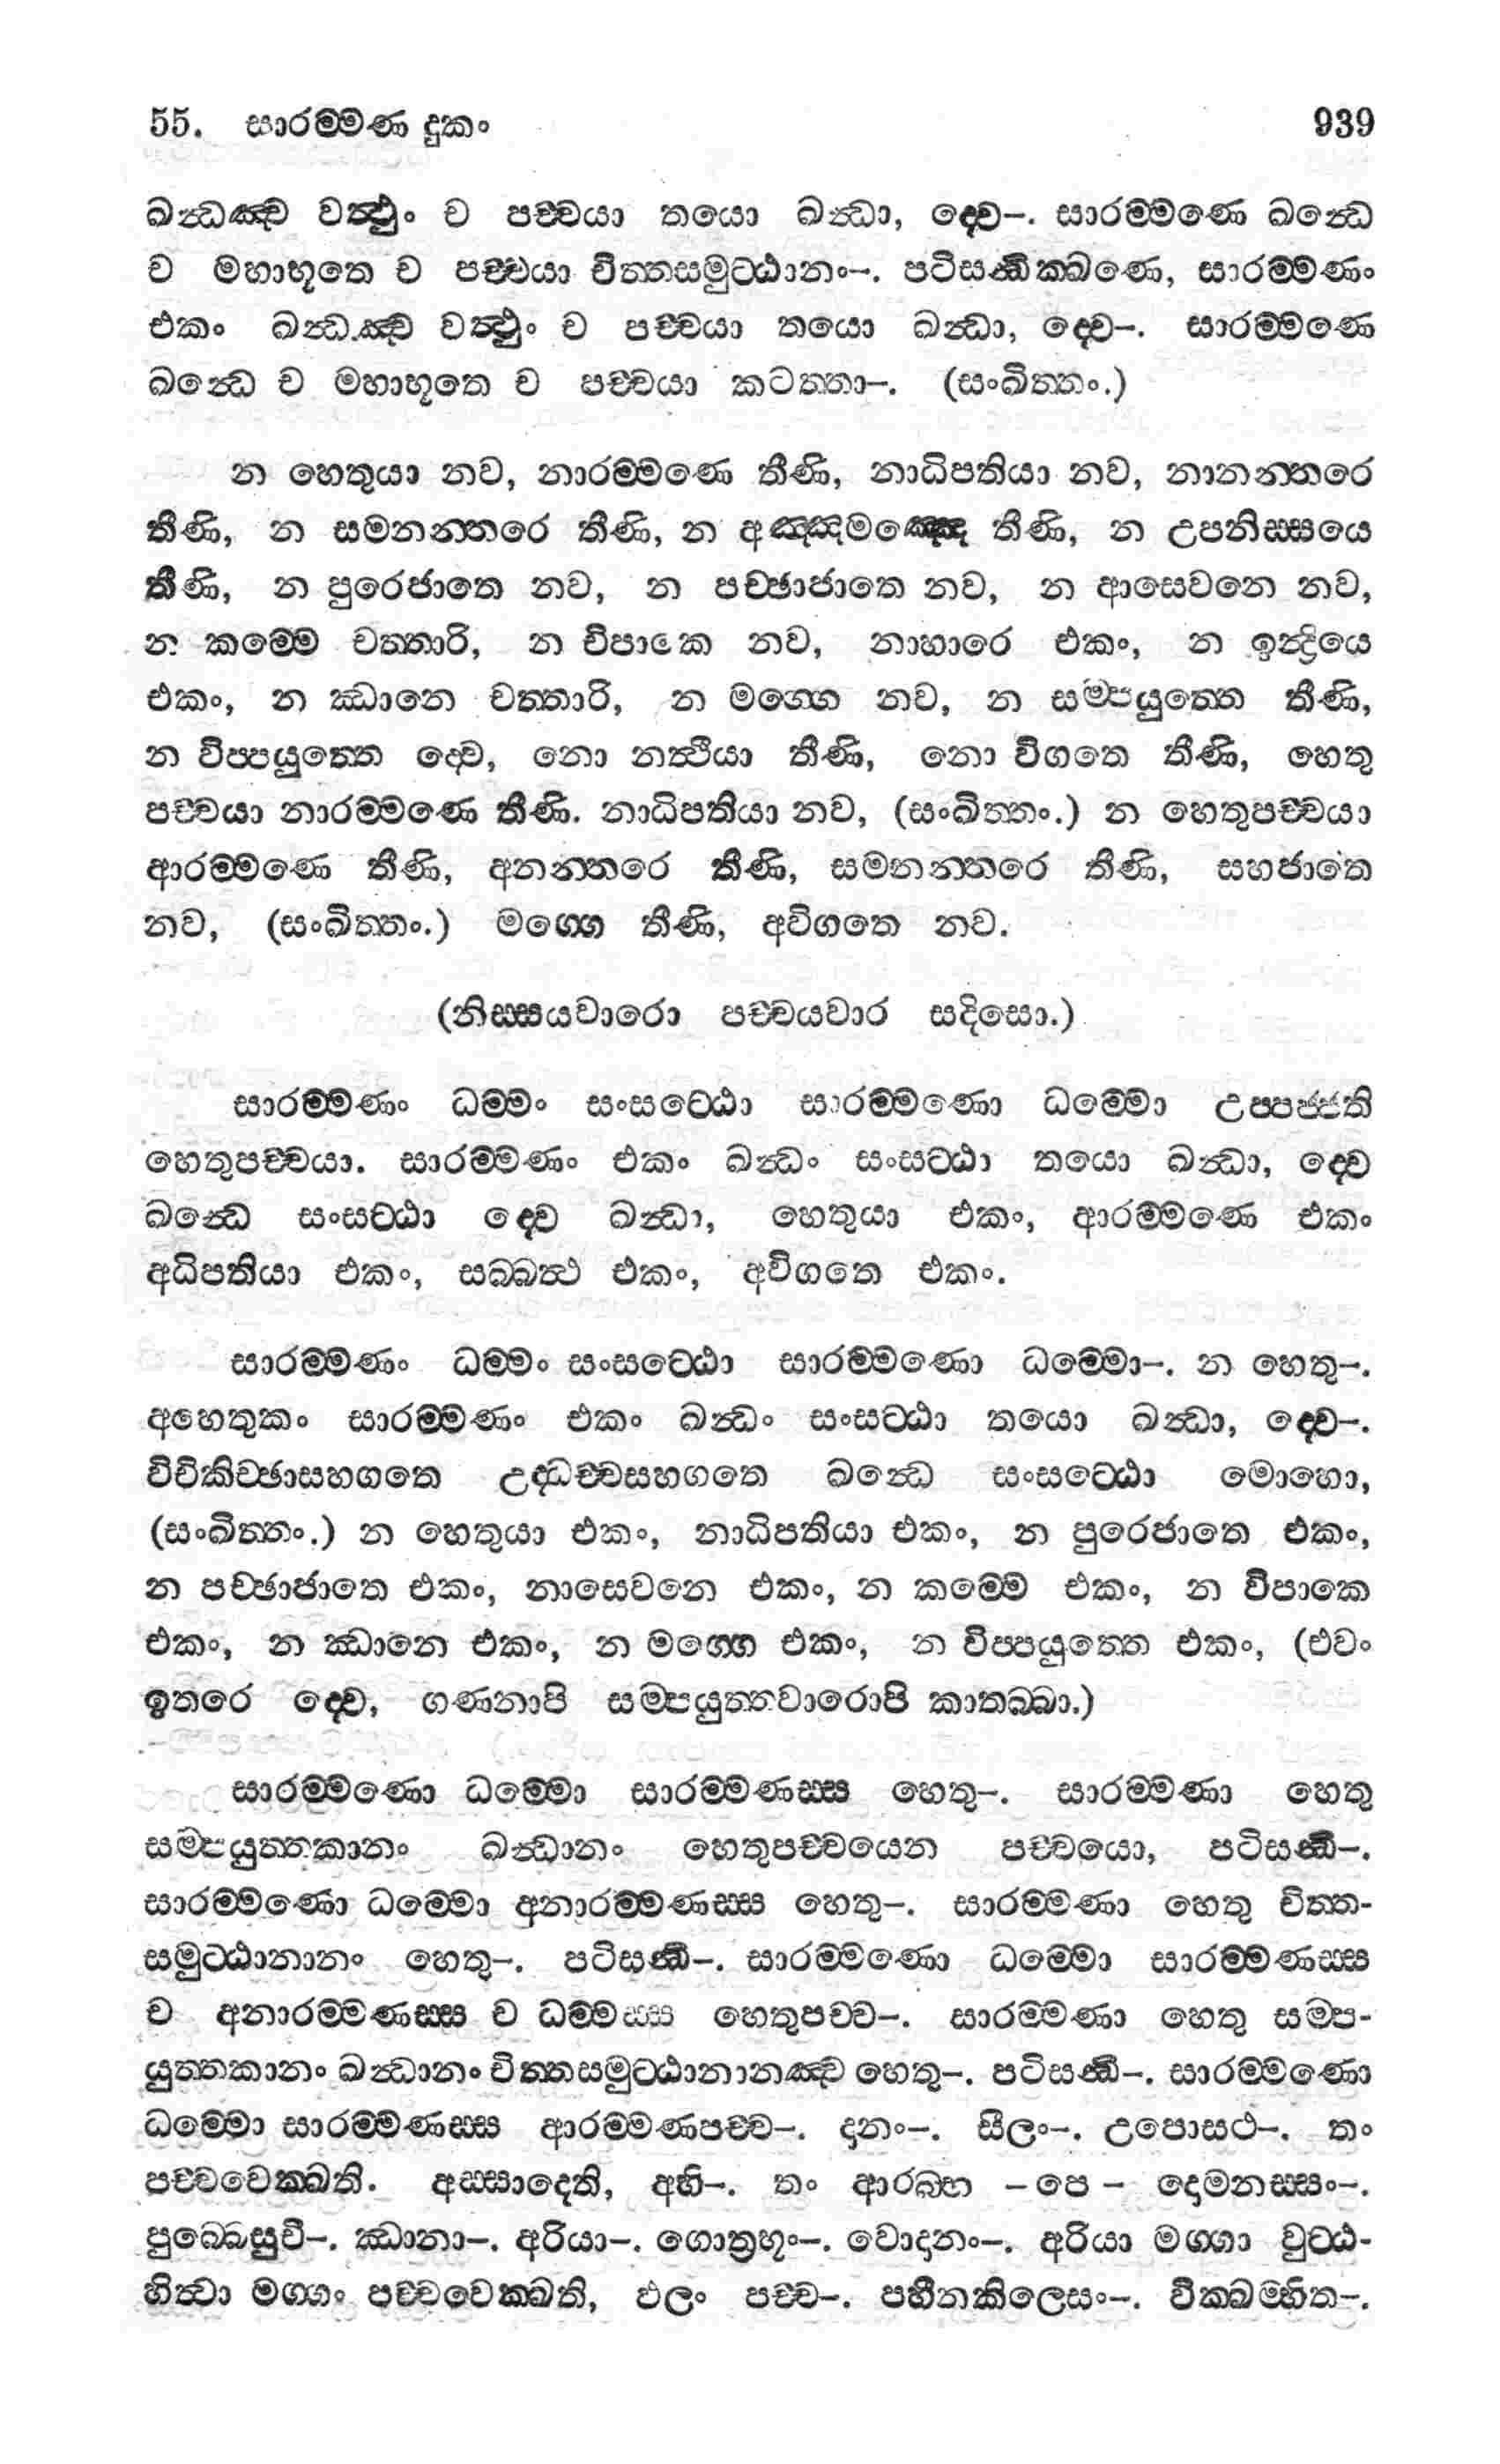 55. සාරම්මණ දුකං 939
ඛන්ධඤ්ච වත්ථුං ච පච්චයා තයො ඛන්ධා, ද්වෙ–. සාරම්මණෙ ඛන්ධෙ
ච මහාභූතෙ ච පච්චයා චිත්තසමුට්ඨානං–. පටිසන්ධික්ඛණෙ, සාරම්මණං
එකං ඛන්ධඤ්ච වත්ථුං ච පච්චයා තයො ඛන්ධා, ද්වෙ–. සාරම්මණෙ
ඛන්ධෙ ච මහාභූතෙ ච පච්චයා කටත්තා–. (සංඛිත්තං.)
න හෙතුයා නව, නාරම්මණෙ තීණි, නාධිපතියා නව, නානන්තරෙ
තීණි, න සමනන්තරෙ තීණි, න අඤ්ඤමඤ්ඤෙ තීණි, න උපනිස්සයෙ
තීණි, න පුරෙජාතෙ නව, න පච්ඡාජාතෙ නව, න ආසෙවනෙ නව,
න කම්මෙ චත්තාරි, න විපාකෙ නව, නාහාරෙ එකං, න ඉන්ද්‍රියෙ
එකං, න ඣානෙ චත්තාරි, න මග්ගෙ නව, න සම්පයුත්තෙ තීණි,
න විප්පයුත්තෙ ද්වෙ, නො නත්ථියා තීණි, නො විගතෙ තීණි, හෙතු
පච්චයා නාරම්මණෙ තීණි. නාධිපතියා නව, (සංඛිත්තං.) න හෙතුපච්චයා
ආරම්මණෙ තීණි, අනන්තරෙ තීණි, සමනන්තරෙ තීණි, සහජාතෙ
නව, (සංඛිත්තං.) මග්ගෙ තීණි, අවිගතෙ නව.
(නිස්සයවාරො පච්චයවාර සදිසො.)
සාරම්මණං ධම්මං සංසට්ඨො සාරම්මණො ධම්මො උප්පජ්ජති
හෙතුපච්චයා. සාරම්මණං එකං ඛන්ධං සංසට්ඨා තයො ඛන්ධා, ද්වෙ
ඛන්ධෙ සංසට්ඨා ද්වෙ ඛන්ධා, හෙතුයා එකං, ආරම්මණෙ එකං
අධිපතියා එකං, සබ්බත්ථ එකං, අවිගතෙ එකං.
සාරම්මණං ධම්මං සංසට්ඨො සාරම්මණො ධම්මො–. න හෙතු–.
අහෙතුකං සාරම්මණං එකං ඛන්ධං සංසට්ඨා තයො ඛන්ධා, ද්වෙ–.
විචිකිච්ඡාසහගතෙ උද්ධච්චසහගතෙ ඛන්ධෙ සංසට්ඨො මොහො,
(සංඛිත්තං.) න හෙතුයා එකං, නාධිපතියා එකං, න පුරෙජාතෙ එකං,
න පච්ඡාජාතෙ එකං, නාසෙවනෙ එකං, න කම්මෙ එකං, න විපාකෙ
එකං, න ඣානෙ එකං, න මග්ගෙ එකං, න විප්පයුත්තෙ එකං, (එවං
ඉතරෙ ද්වෙ, ගණනාපි සම්පයුත්තවාරොපි කාතබ්බා.)
සාරම්මණො ධම්මො සාරම්මණස්ස හෙතු–. සාරම්මණා හෙතු
සම්පයුත්තකානං ඛන්ධානං හෙතුපච්චයෙන පච්චයො, පටිසන්ධි–.
සාරම්මණො ධම්මො අනාරම්මණස්ස හෙතු–. සාරම්මණා හෙතු චිත්ත-
සමුට්ඨානානං හෙතු–. පටිසන්ධි–. සාරම්මණො ධම්මො සාරම්මණස්ස
ච අනාරම්මණස්ස ච ධම්මස්ස හෙතුපච්ච–. සාරම්මණා හෙතු සම්ප-
යුත්තකානං ඛන්ධානං චිත්තසමුට්ඨානානඤ්ච හෙතු–. පටිසන්ධි–. සාරම්මණො
ධම්මො සාරම්මණස්ස ආරම්මණපච්ච–. දානං–. සීලං–. උපොසථ–. තං
පච්චවෙක්ඛති. අස්සාදෙති, අභි–. තං ආරබ්භ – පෙ – දොමනස්සං–.
පුබ්බෙසුචි–. ඣානා–. අරියා–. ගොත්‍රභූං–. වොදානං–. අරියා මග්ගා වුට්ඨ-
හිත්වා මග්ගං පච්චවෙක්ඛති, ඵලං පච්ච–. පහීනකිලෙසං–. වික්ඛම්භිත–.